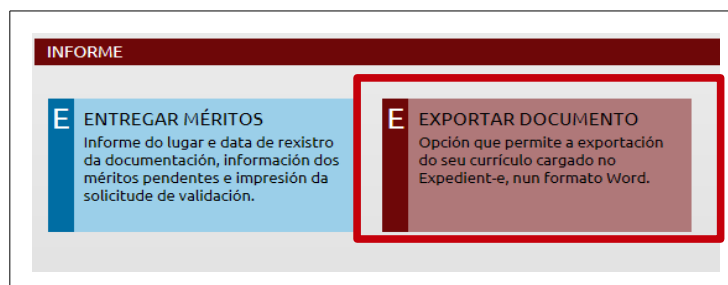 INFORME
E ENTREGAR MÉRITOS
Informe do lugar e data de rexistro
da documentación, información dos
méritos pendentes e impresión da
solicitude de validación.
E EXPORTAR DOCUMENTO
Opción que permite a exportación
do seu currículo cargado no
Expedient-e, nun formato Word.